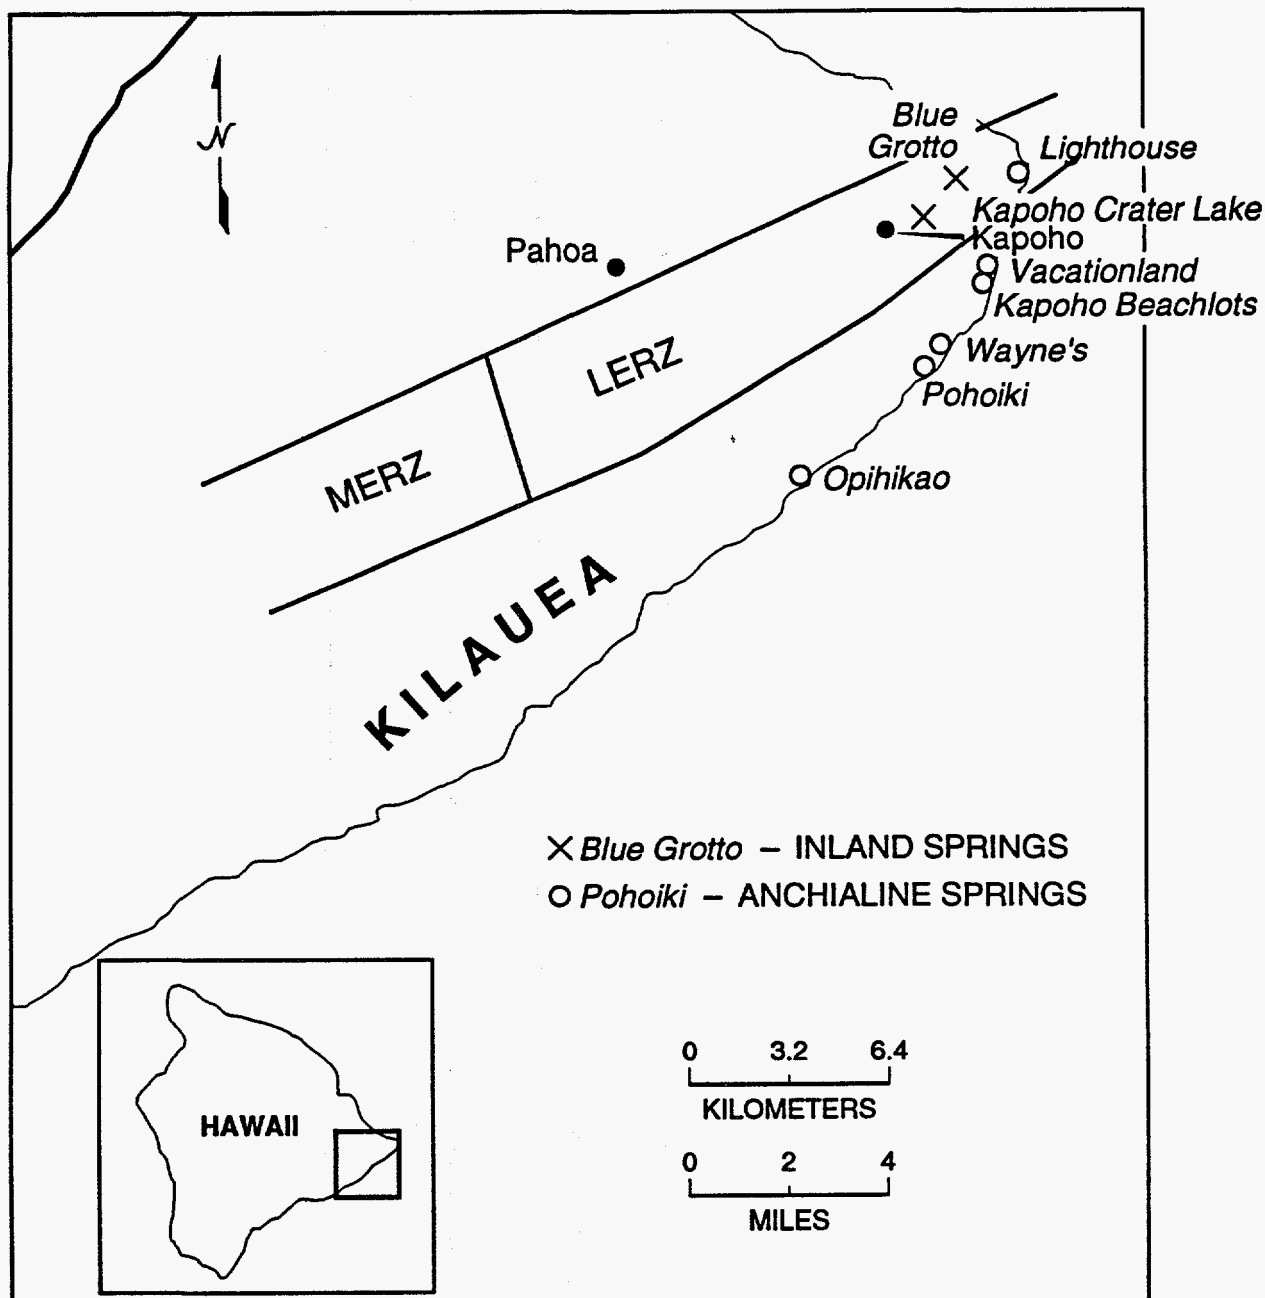 N
Blue
Grotto
Lighthouse
Kapoho Crater Lake
Kapoho
Pahoa
Vacationland
Kapoho Beachlots
Wayne's
LERZ
Pohoiki
MERZ
Opihikao
KILAUEA
X Blue Grotto – INLAND SPRINGS
O Pohoiki – ANCHIALINE SPRINGS
0 3.2 6.4
KILOMETERS
HAWAII
0 2 4
MILES